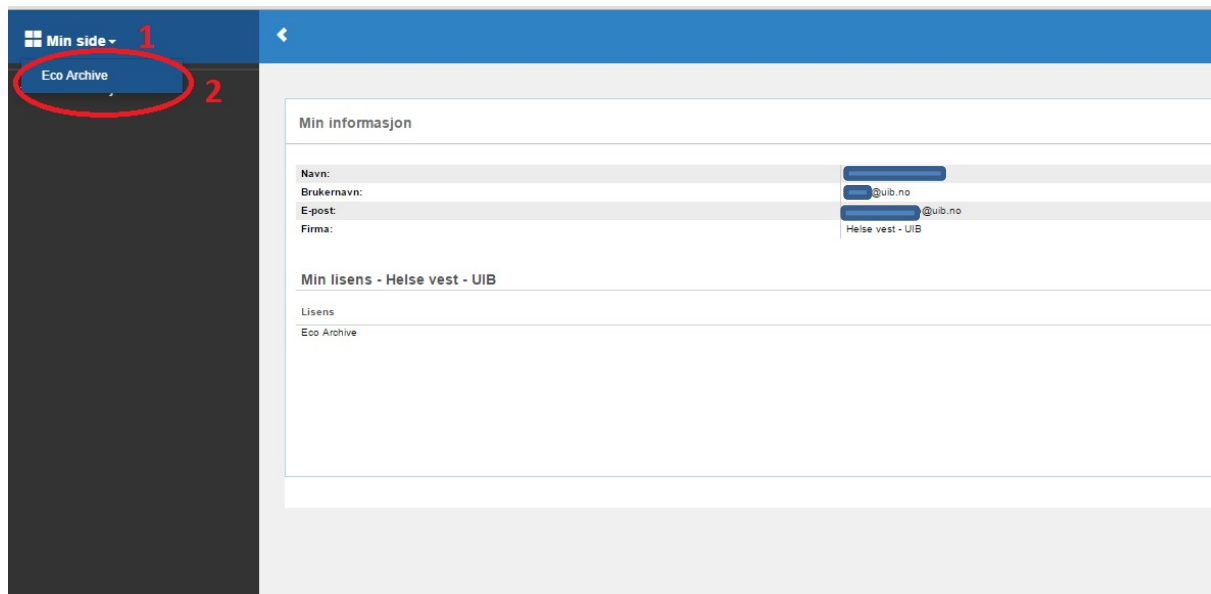 Min side 1
Eco Archive
2
Min informasjon
Navn:
Brukernavn: @uib.no
E-post: @uib.no
Firma: Helse vest - UIB
Min lisens - Helse vest - UIB
Lisens
Eco Archive